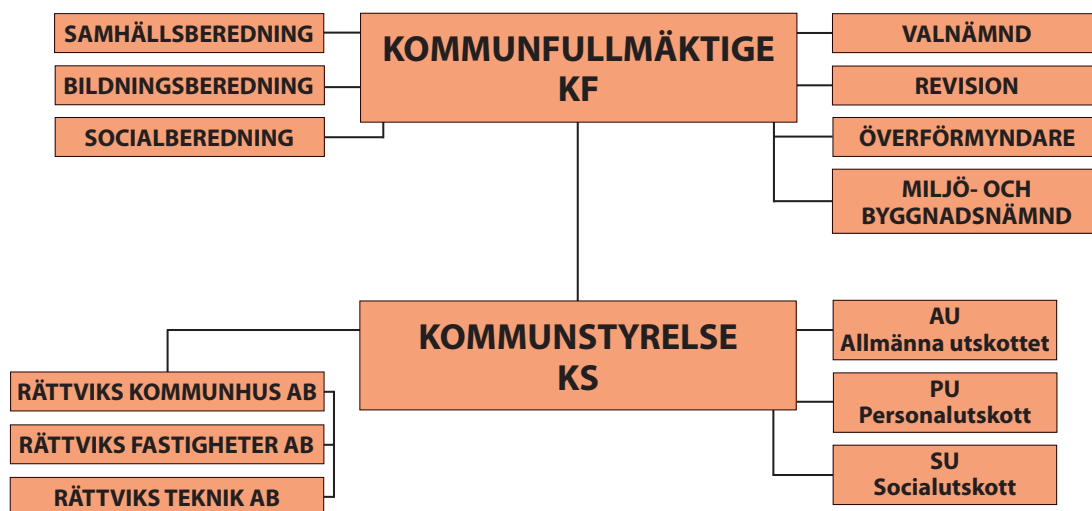 SAMHÄLLSBEREDNING
BILDNINGSBEREDNING
SOCIALBEREDNING
KOMMUNFULLMÄKTIGE
KF
VALNÄMND
REVISION
ÖVERFÖRMYNDARE
MILJÖ- OCH
BYGGNADSNÄMND
KOMMUNSTYRELSE
KS
AU
Allmänna utskottet
PU
Personalutskott
SU
Socialutskott
RÄTTVIKS KOMMUNHUS AB
RÄTTVIKS FASTIGHETER AB
RÄTTVIKS TEKNIK AB